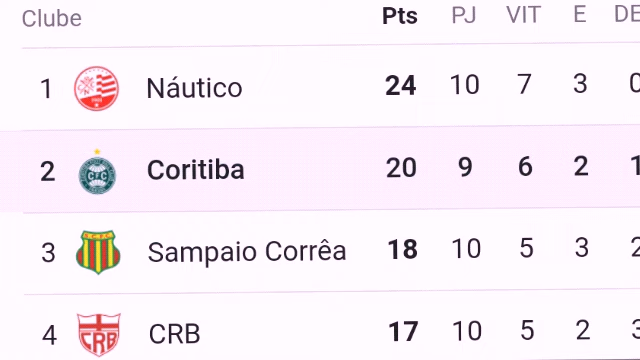 Clube Pts PJ VIT E DE
1 Náutico 24 10 7 3 0
2 Coritiba 20 9 6 2 1
3 Sampaio Corrêa 18 10 5 3 2
4 CRB 17 10 5 2 3